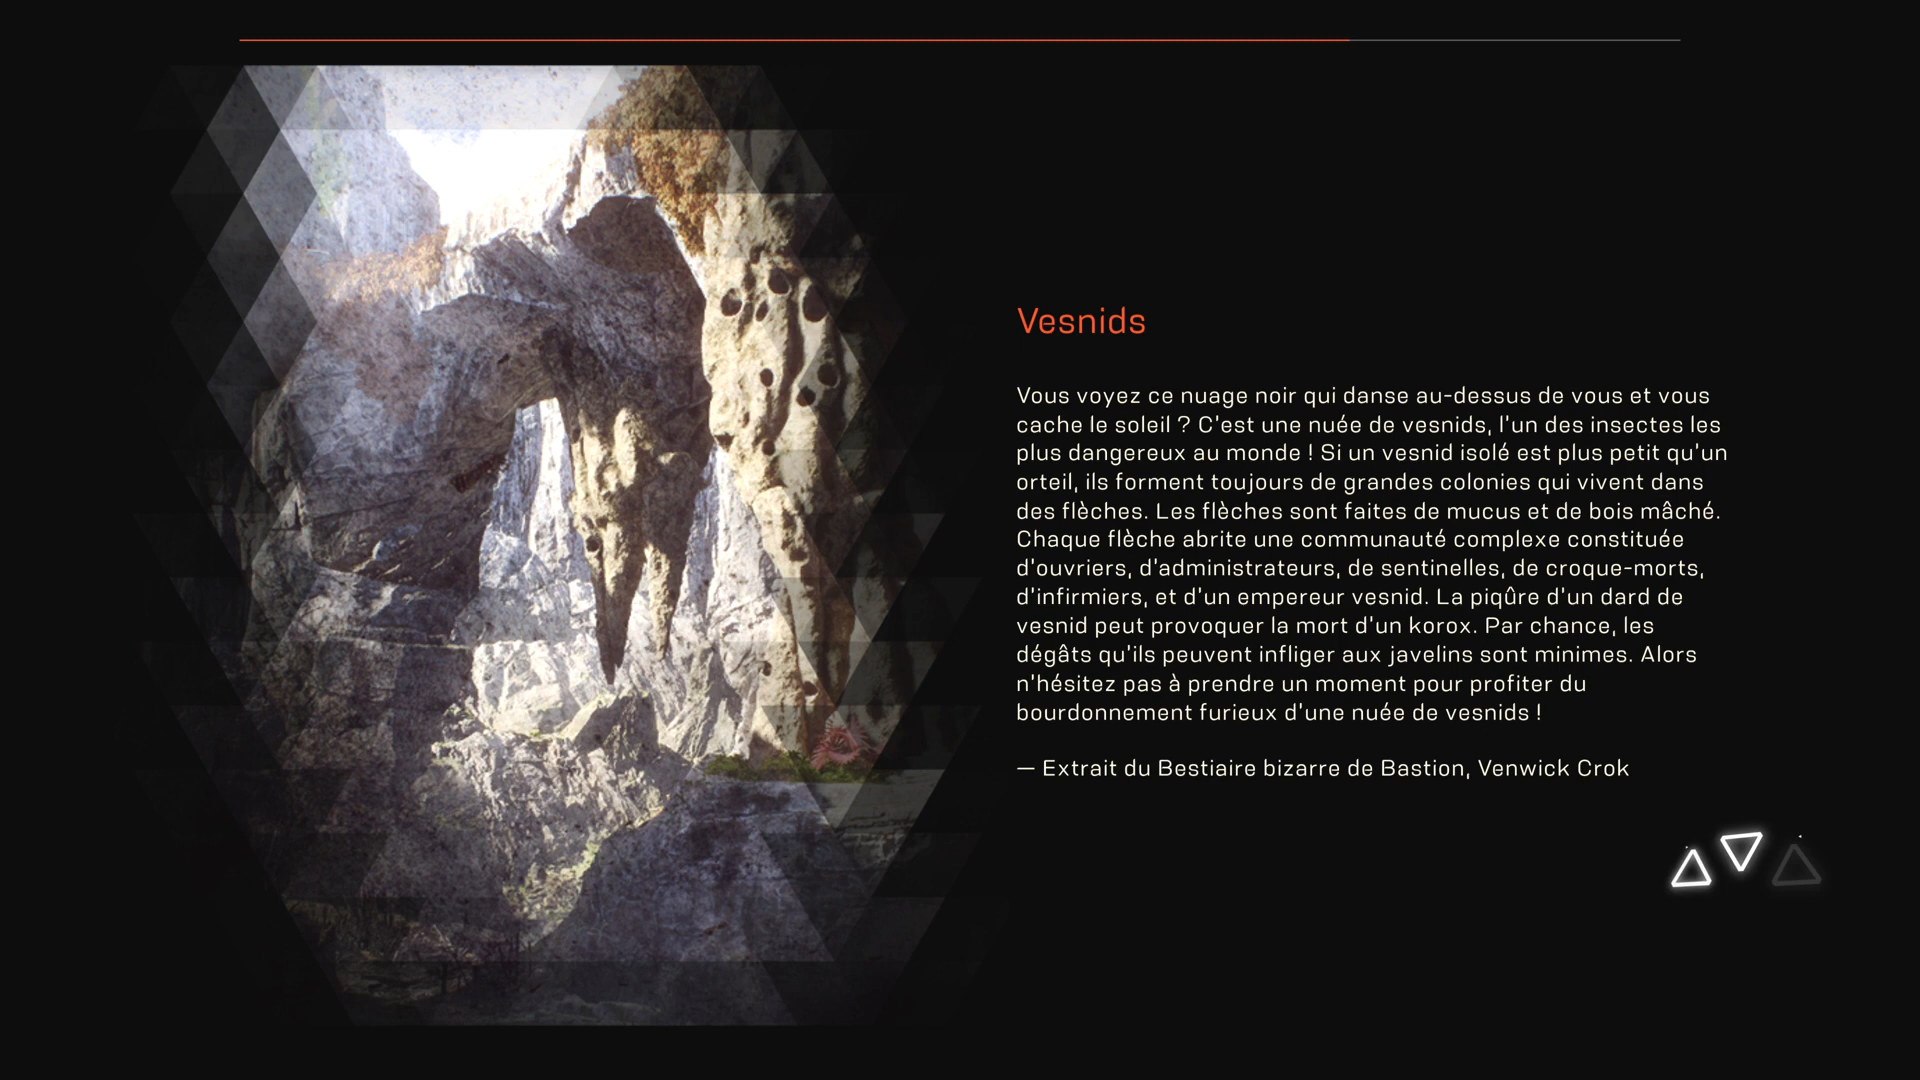 Vesnids
Vous voyez ce nuage noir qui danse au-dessus de vous et vous
cache le soleil ? C'est une nuée de vesnids, l'un des insectes les
plus dangereux au monde ! Si un vesnid isolé est plus petit qu'un
orteil, ils forment toujours de grandes colonies qui vivent dans
des flèches. Les flèches sont faites de mucus et de bois mâché.
Chaque flèche abrite une communauté complexe constituée
d'ouvriers, d'administrateurs, de sentinelles, de croque-morts,
d'infirmiers, et d'un empereur vesnid. La piqûre d'un dard de
vesnid peut provoquer la mort d'un korox. Par chance, les
dégâts qu'ils peuvent infliger aux javelins sont minimes. Alors
n'hésitez pas à prendre un moment pour profiter du
bourdonnement furieux d'une nuée de vesnids !
— Extrait du Bestiaire bizarre de Bastion, Venwick Crok